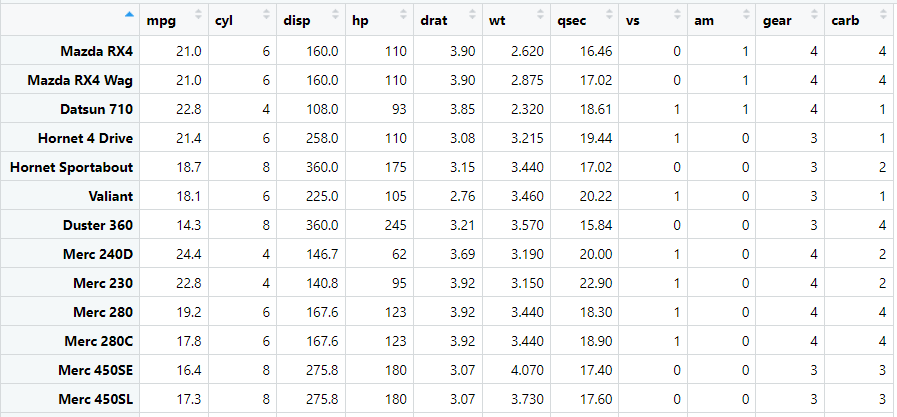 mpg cyl disp hp drat wt qsec vs am gear carb
Mazda RX4 21.0 6 160.0 110 3.90 2.620 16.46 0 1 4 4
Mazda RX4 Wag 21.0 6 160.0 110 3.90 2.875 17.02 0 1 4 4
Datsun 710 22.8 4 108.0 93 3.85 2.320 18.61 1 1 4 1
Hornet 4 Drive 21.4 6 258.0 110 3.08 3.215 19.44 1 0 3 1
Hornet Sportabout 18.7 8 360.0 175 3.15 3.440 17.02 0 0 3 2
Valiant 18.1 6 225.0 105 2.76 3.460 20.22 1 0 3 1
Duster 360 14.3 8 360.0 245 3.21 3.570 15.84 0 0 3 4
Merc 240D 24.4 4 146.7 62 3.69 3.190 20.00 1 0 4 2
Merc 230 22.8 4 140.8 95 3.92 3.150 22.90 1 0 4 2
Merc 280 19.2 6 167.6 123 3.92 3.440 18.30 1 0 4 4
Merc 280C 17.8 6 167.6 123 3.92 3.440 18.90 1 0 4 4
Merc 450SE 16.4 8 275.8 180 3.07 4.070 17.40 0 0 3 3
Merc 450SL 17.3 8 275.8 180 3.07 3.730 17.60 0 0 3 3